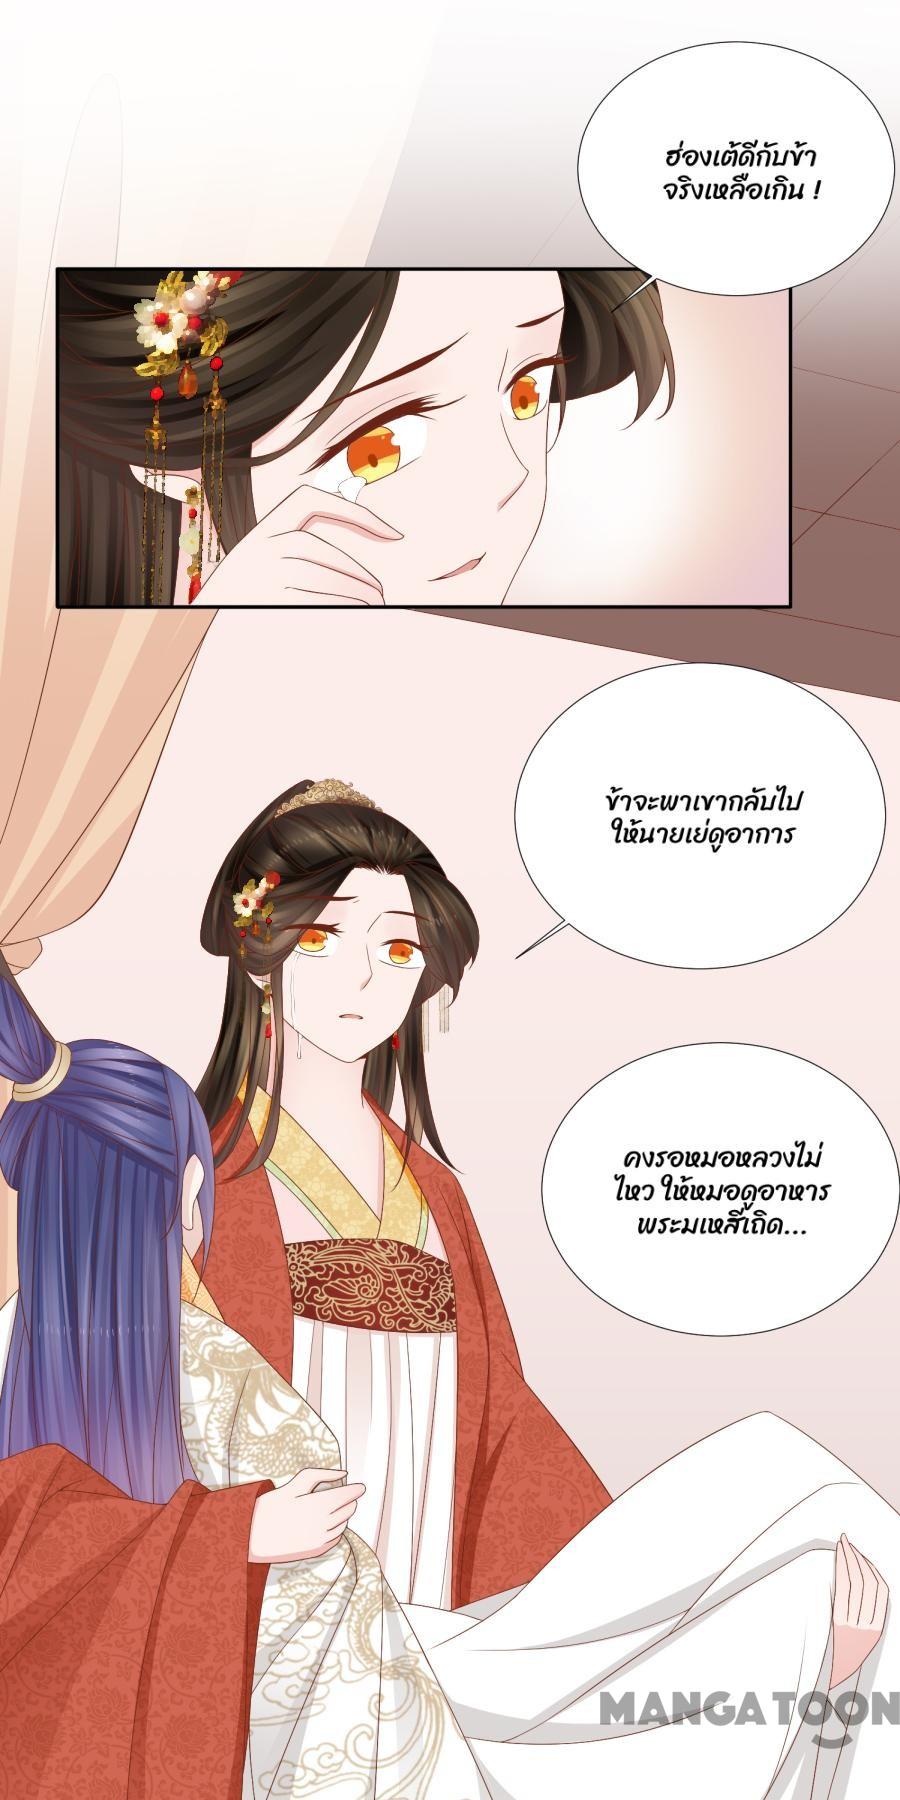 ฮ่องเต้ดีกับข้า
จริงเหลือเกิน !
ข้าจะพาเขากลับไป
ให้นายเย่ดูอาการ
คงรอหมอหลวงไม่
ไหว ให้หมอดูอาหาร
พระมเหสีเถิด...
MANGATOON